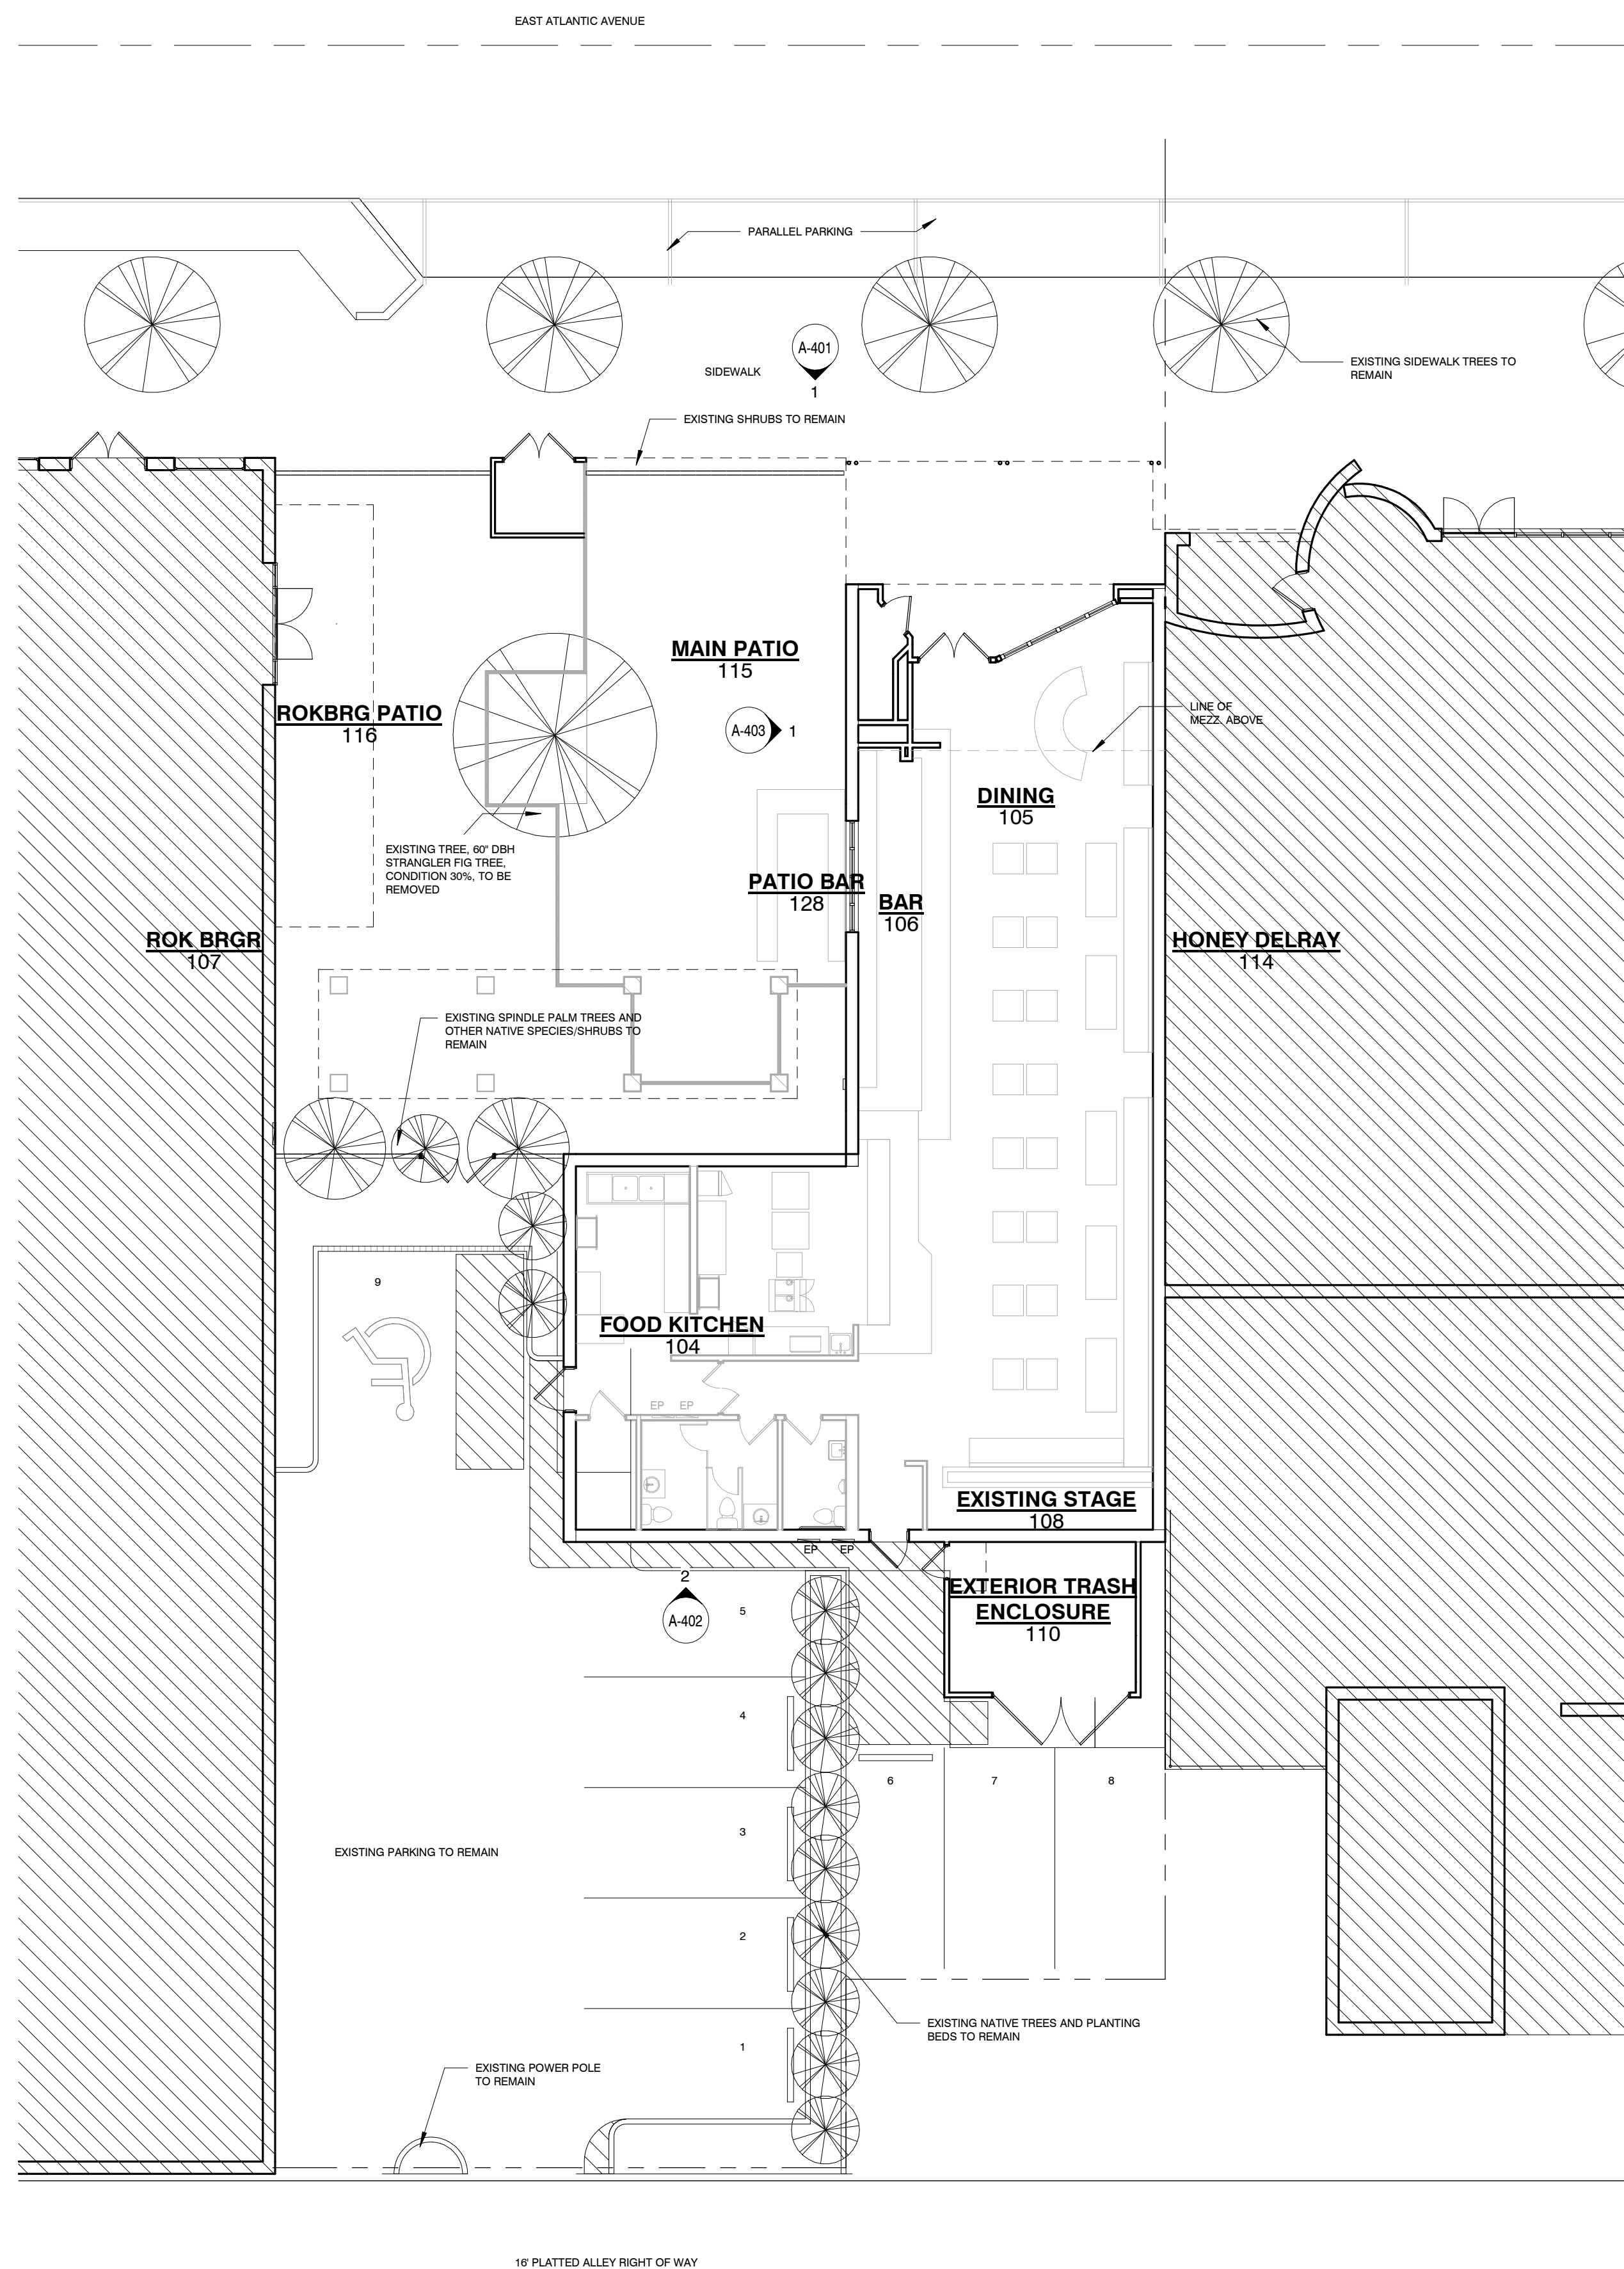 EAST ATLANTIC AVENUE
PARALLEL PARKING
A-401
1
SIDEWALK
EXISTING SIDEWALK TREES TO
REMAIN
EXISTING SHRUBS TO REMAIN
MAIN PATIO
115
ROKBRG PATIO
116
A-403
1
LINE OF
MEZZ. ABOVE
DINING
105
EXISTING TREE, 60" DBH
STRANGLER FIG TREE,
CONDITION 30%, TO BE
REMOVED
PATIO BAR
128
BAR
106
ROK BRGR
107
HONEY DELRAY
114
EXISTING SPINDLE PALM TREES AND
OTHER NATIVE SPECIES/SHRUBS TO
REMAIN
9
FOOD KITCHEN
104
EP EP
EXISTING STAGE
108
EP EP
2
A-402
EXTERIOR TRASH
ENCLOSURE
110
5
4
6
7
8
3
EXISTING PARKING TO REMAIN
2
EXISTING NATIVE TREES AND PLANTING
BEDS TO REMAIN
1
EXISTING POWER POLE
TO REMAIN
16' PLATTED ALLEY RIGHT OF WAY